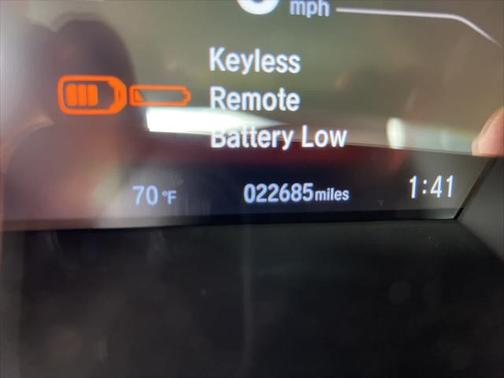 mph
Keyless
Remote
Battery Low
70 °F 022685 miles 1:41